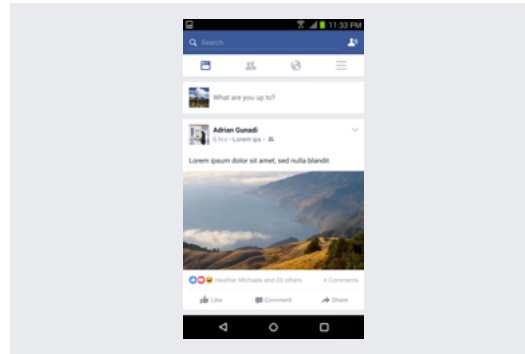 11:33 PM
Search
What are you up to?
Adrian Gunadi
5 hrs • Lorem ips •
Lorem ipsum dolor sit amet, sed nulla blandit
Heather Michaels and 23 others 4 Comments
Like Comment Share